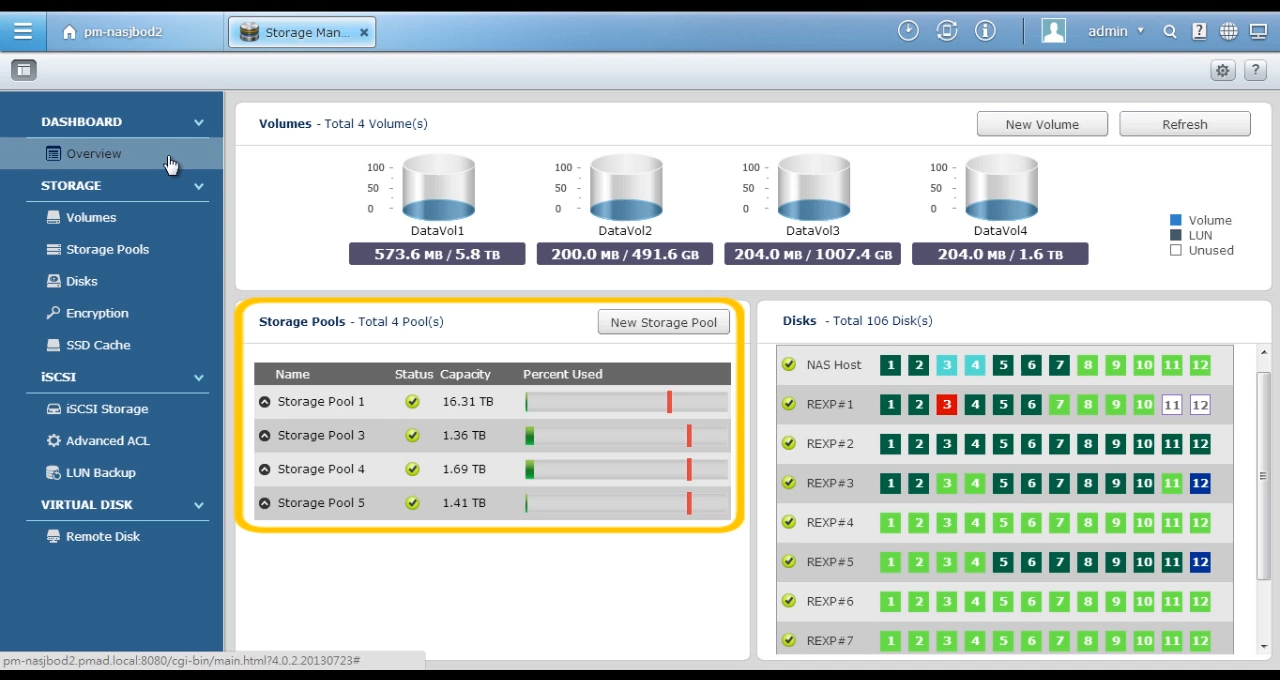 pm-nasjbod2
Storage Man... ×
admin
?
DASHBOARD
Overview
STORAGE
Volumes
Storage Pools
Disks
Encryption
SSD Cache
iSCSI
iSCSI Storage
Advanced ACL
LUN Backup
VIRTUAL DISK
Remote Disk
Volumes - Total 4 Volume(s)
New Volume
Refresh
100 50 0
100 50 0
100 50 0
100 50 0
DataVol1 DataVol2 DataVol3 DataVol4
573.6 MB / 5.8 TB 200.0 MB / 491.6 GB 204.0 MB / 1007.4 GB 204.0 MB / 1.6 TB
Volume
LUN
Unused
Storage Pools - Total 4 Pool(s)
New Storage Pool
Name Status Capacity Percent Used
Storage Pool 1 16.31 TB
Storage Pool 3 1.36 TB
Storage Pool 4 1.69 TB
Storage Pool 5 1.41 TB
Disks - Total 106 Disk(s)
NAS Host 1 2 3 4 5 6 7 8 9 10 11 12
REXP#1 1 2 3 4 5 6 7 8 9 10 11 12
REXP#2 1 2 3 4 5 6 7 8 9 10 11 12
REXP#3 1 2 3 4 5 6 7 8 9 10 11 12
REXP#4 1 2 3 4 5 6 7 8 9 10 11 12
REXP#5 1 2 3 4 5 6 7 8 9 10 11 12
REXP#6 1 2 3 4 5 6 7 8 9 10 11 12
REXP#7 1 2 3 4 5 6 7 8 9 10 11 12
pm-nasjbod2.pmad.local:8080/cgi-bin/main.html?4.0.2.20130723#